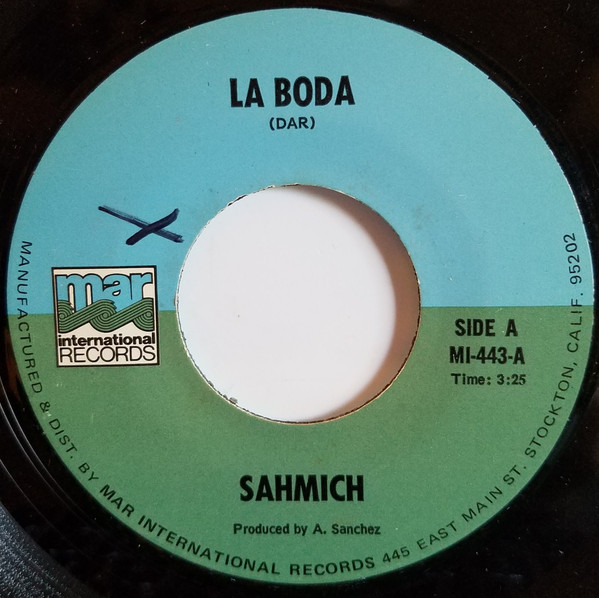 LA BODA
(DAR)
mar
international
RECORDS
SIDE A
MI-443-A
Time: 3:25
SAHMICH
Produced by A. Sanchez
MANUFACTURED & DIST. BY MAR INTERNATIONAL RECORDS 445 EAST MAIN ST. STOCKTON, CALIF. 95202